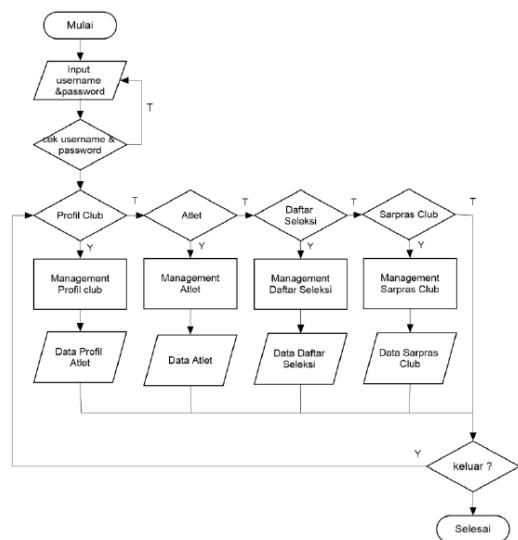 Mulai
Input
username
&password
T
cek username &
password
Profil Club
T
Atlet
T
Daftar
Seleksi
T
Sarpras Club
T
Y
Y
Y
Y
Management
Profil club
Management
Atlet
Management
Daftar Seleksi
Management
Sarpras Club
Data Profil
Atlet
Data Atlet
Data Daftar
Seleksi
Data Sarpras
Club
Y
keluar ?
Selesai